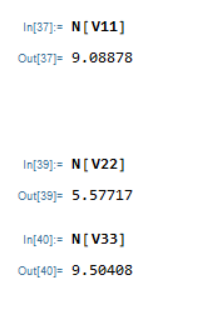 In[37]:= N[V11]
Out[37]= 9.08878
In[39]:= N[V22]
Out[39]= 5.57717
In[40]:= N[V33]
Out[40]= 9.50408